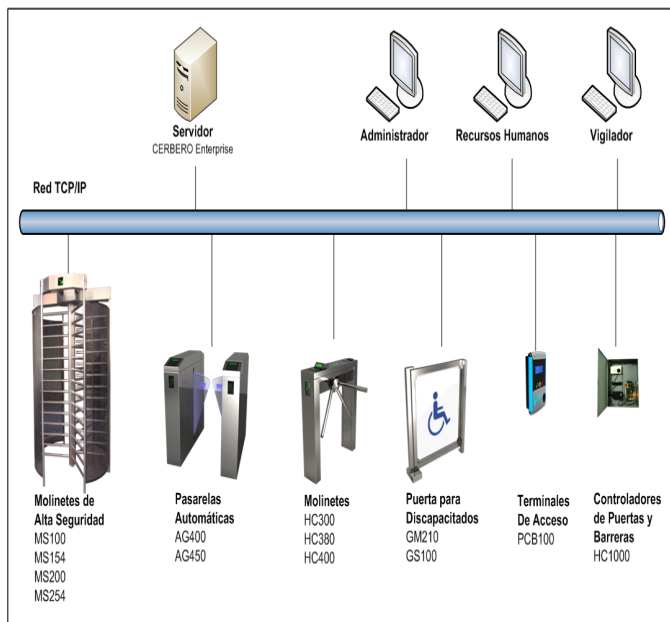 Servidor
CERBERO Enterprise
Administrador
Recursos Humanos
Vigilador
Red TCP/IP
Molinetes de
Alta Seguridad
MS100
MS154
MS200
MS254
Pasarelas
Automáticas
AG400
AG450
Molinetes
HC300
HC380
HC400
Puerta para
Discapacitados
GM210
GS100
Terminales
De Acceso
PCB100
Controladores
de Puertas y
Barreras
HC1000